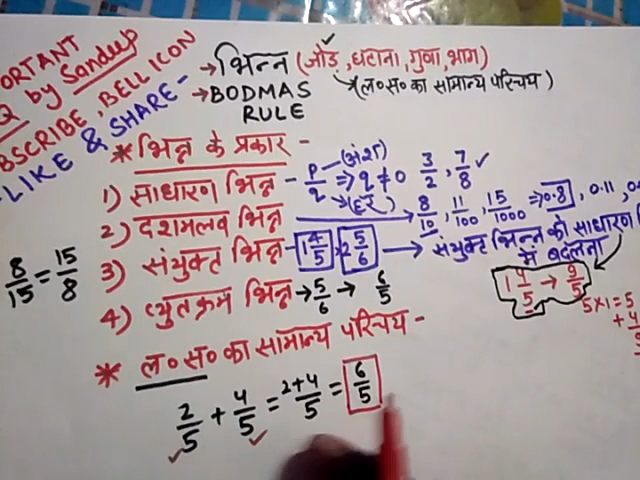 ORTANT
Q by Sandeep
BSCRIBE, BELL ICON
LIKE & SHARE -
→ भिन्न (जोड़, घटाना, गुणा, भाग)
→ BODMAS RULE
(ल०स० का सामान्य परिचय)
* भिन्न के प्रकार -
1) साधारण भिन्न - p/q → (अंश) (हर) ⇒ q ≠ 0 3/2, 7/8 ✓
2) दशमलव भिन्न → 8/10, 11/100, 15/1000 ⇒ 0.8, 0.11, 0.
3) संयुक्त भिन्न - 1 4/5, 2 5/6 → संयुक्त भिन्न को साधारण में बदलना
1 4/5 → 9/5
5×1=5
+4
9
8/15 = 15/8
4) व्युतक्रम भिन्न → 5/6 → 6/5
* ल०स० का सामान्य परिचय -
2/5 + 4/5 = 2+4/5 = 6/5